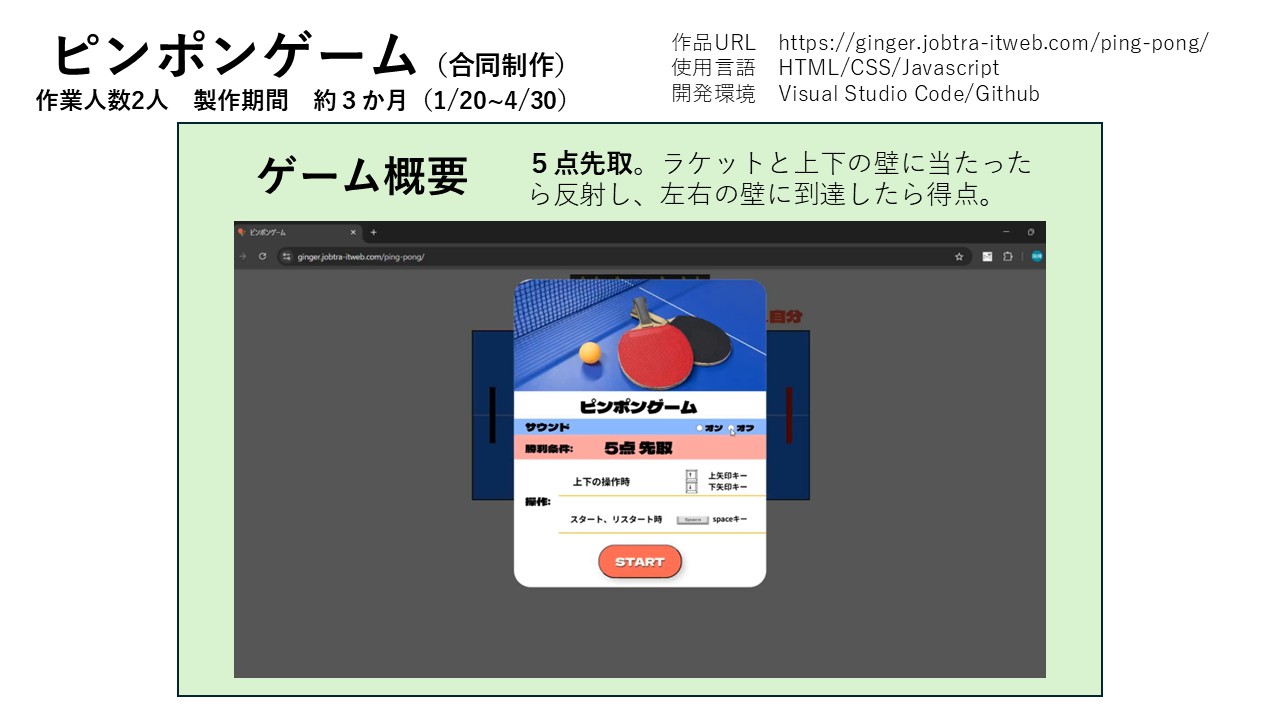 ピンポンゲーム（合同制作）
作業人数2人　製作期間　約３か月（1/20~4/30）
作品URL　https://ginger.jobtra-itweb.com/ping-pong/
使用言語　HTML/CSS/Javascript
開発環境　Visual Studio Code/Github
ゲーム概要
５点先取。ラケットと上下の壁に当たった
ら反射し、左右の壁に到達したら得点。
ピンポンゲーム
ginger.jobtra-itweb.com/ping-pong/
自分
ピンポンゲーム
サウンド オン オフ
勝利条件: 5点 先取
上下の操作時 上矢印キー
下矢印キー
操作:
スタート、リスタート時 spaceキー
START